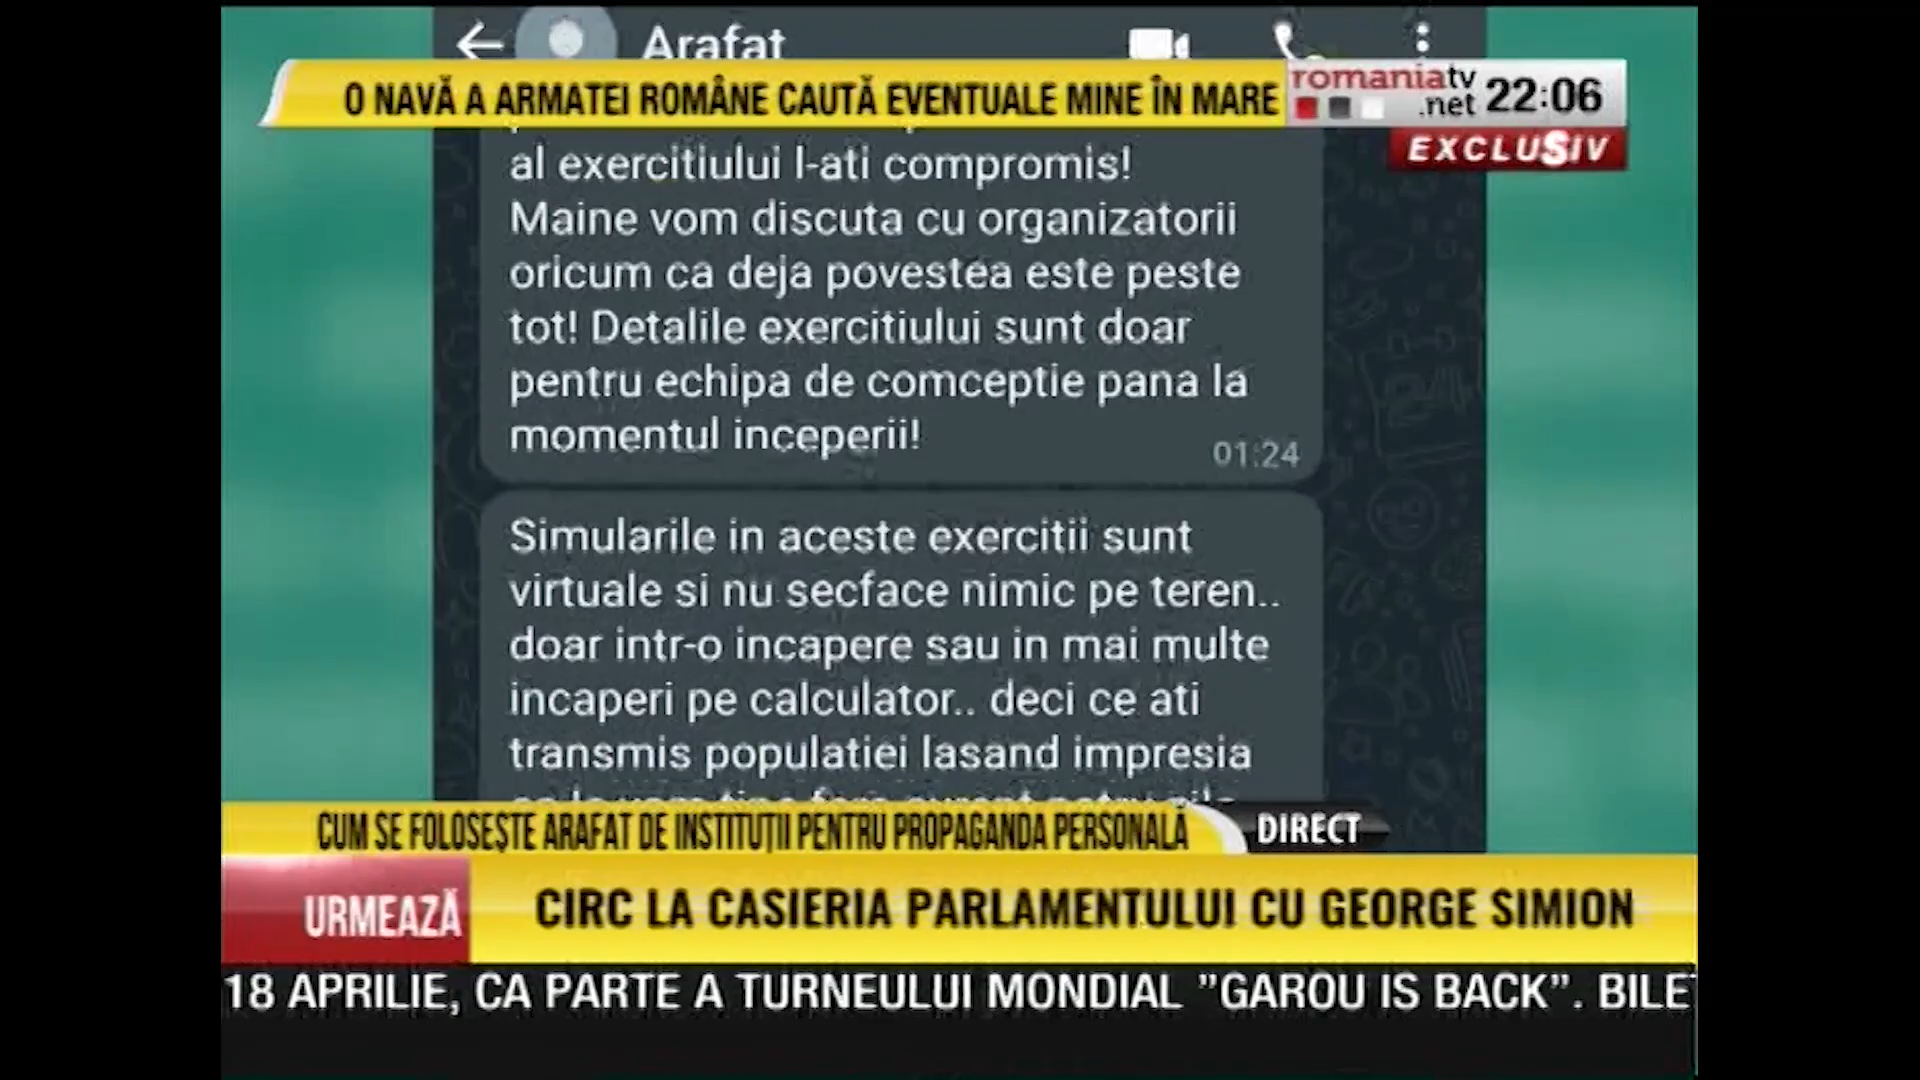 Arafat
O NAVĂ A ARMATEI ROMÂNE CAUTĂ EVENTUALE MINE ÎN MARE
romaniatv
.net
22:06
EXCLUSIV
al exercitiului l-ati compromis!
Maine vom discuta cu organizatorii
oricum ca deja povestea este peste
tot! Detalile exercitiului sunt doar
pentru echipa de comceptie pana la
momentul inceperii!
01:24
Simularile in aceste exercitii sunt
virtuale si nu secface nimic pe teren..
doar intr-o incapere sau in mai multe
incaperi pe calculator.. deci ce ati
transmis populatiei lasand impresia
CUM SE FOLOSEȘTE ARAFAT DE INSTITUȚII PENTRU PROPAGANDA PERSONALĂ
DIRECT
URMEAZĂ
CIRC LA CASIERIA PARLAMENTULUI CU GEORGE SIMION
18 APRILIE, CA PARTE A TURNEULUI MONDIAL "GAROU IS BACK". BILE